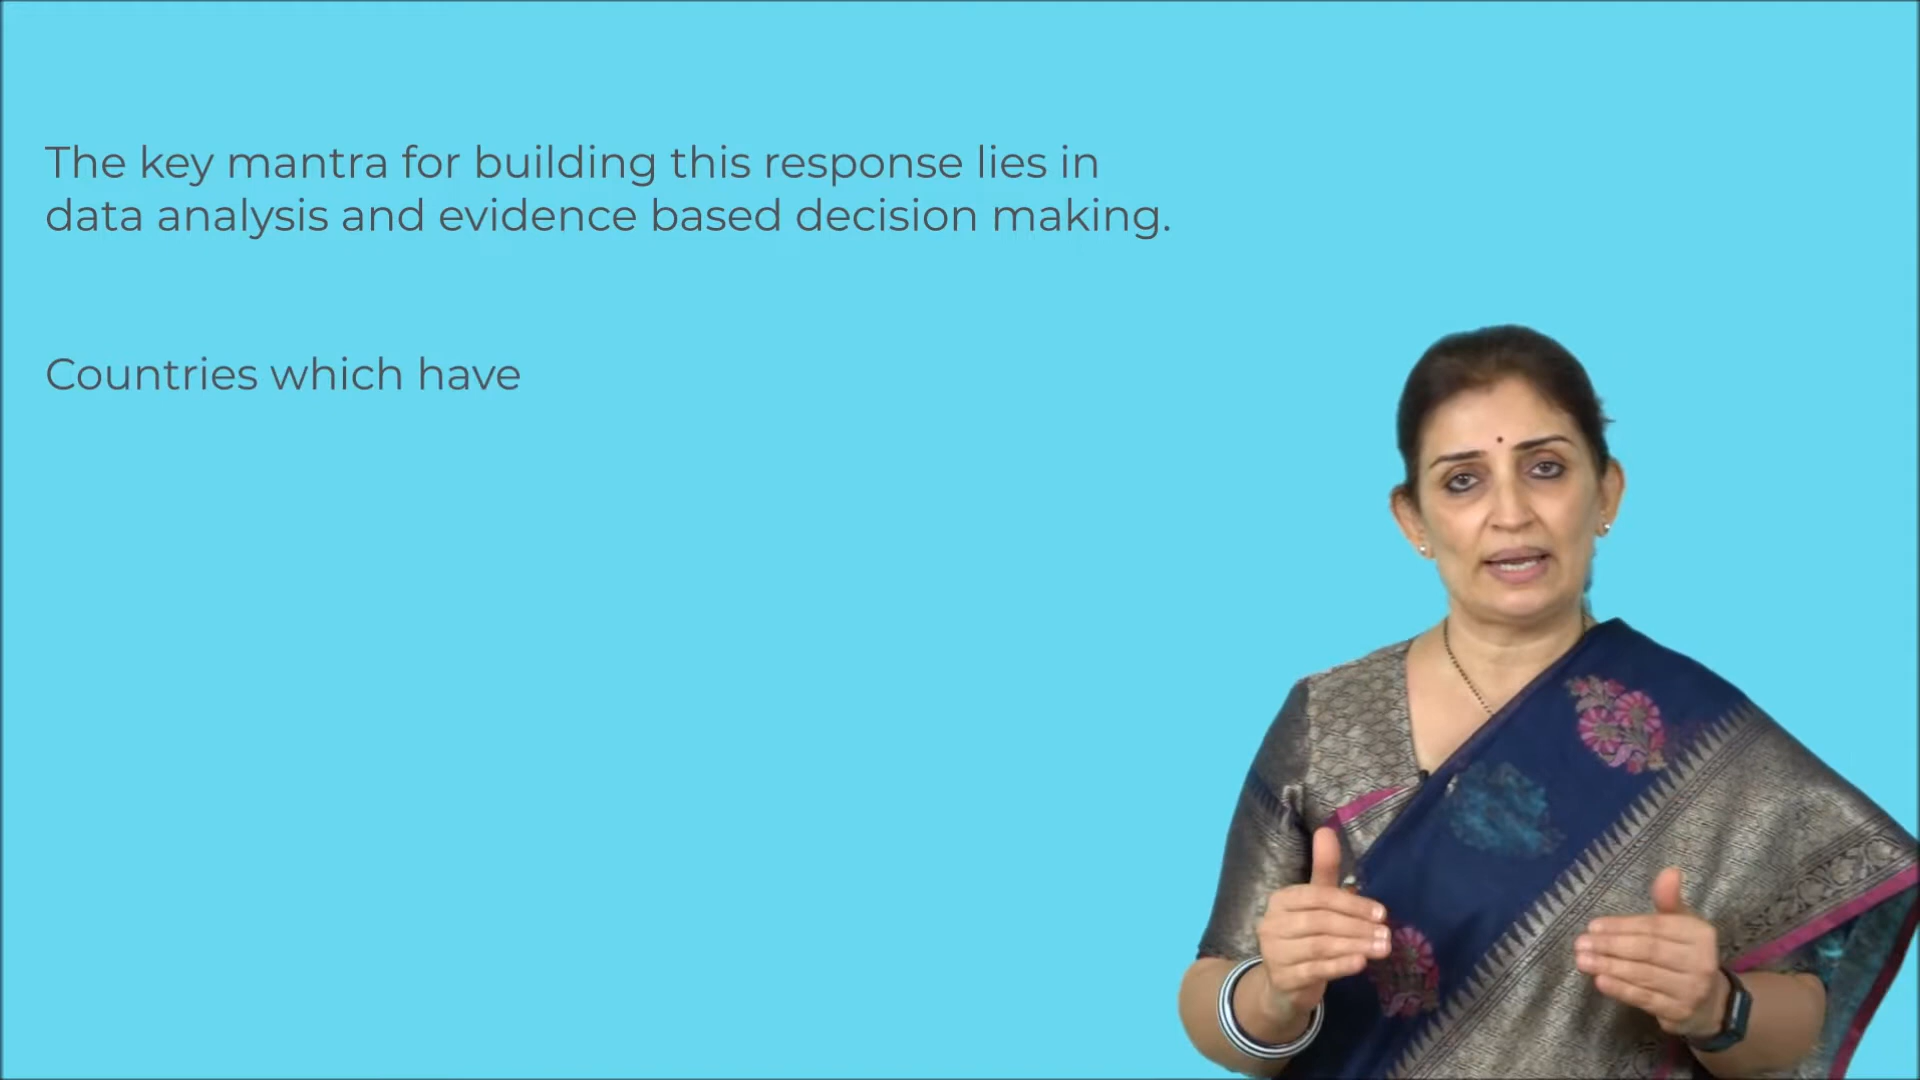 The key mantra for building this response lies in
data analysis and evidence based decision making.
Countries which have